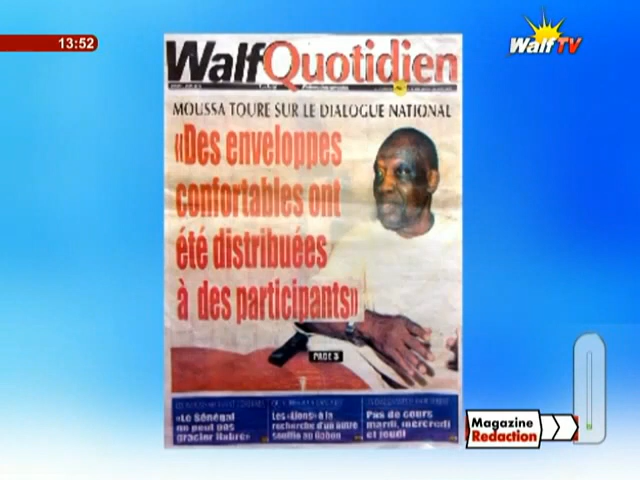 13:52
Walf TV
WalfQuotidien
MOUSSA TOURE SUR LE DIALOGUE NATIONAL
«Des enveloppes
confortables ont
été distribuées
à des participants»
PAGE 3
«Le Sénégal
ne peut pas
gracier Habré»
Les «Lions» à la
recherche d'un autre
souffle au Gabon
Pas de cours
mardi, mercredi
et jeudi
Magazine
Redaction